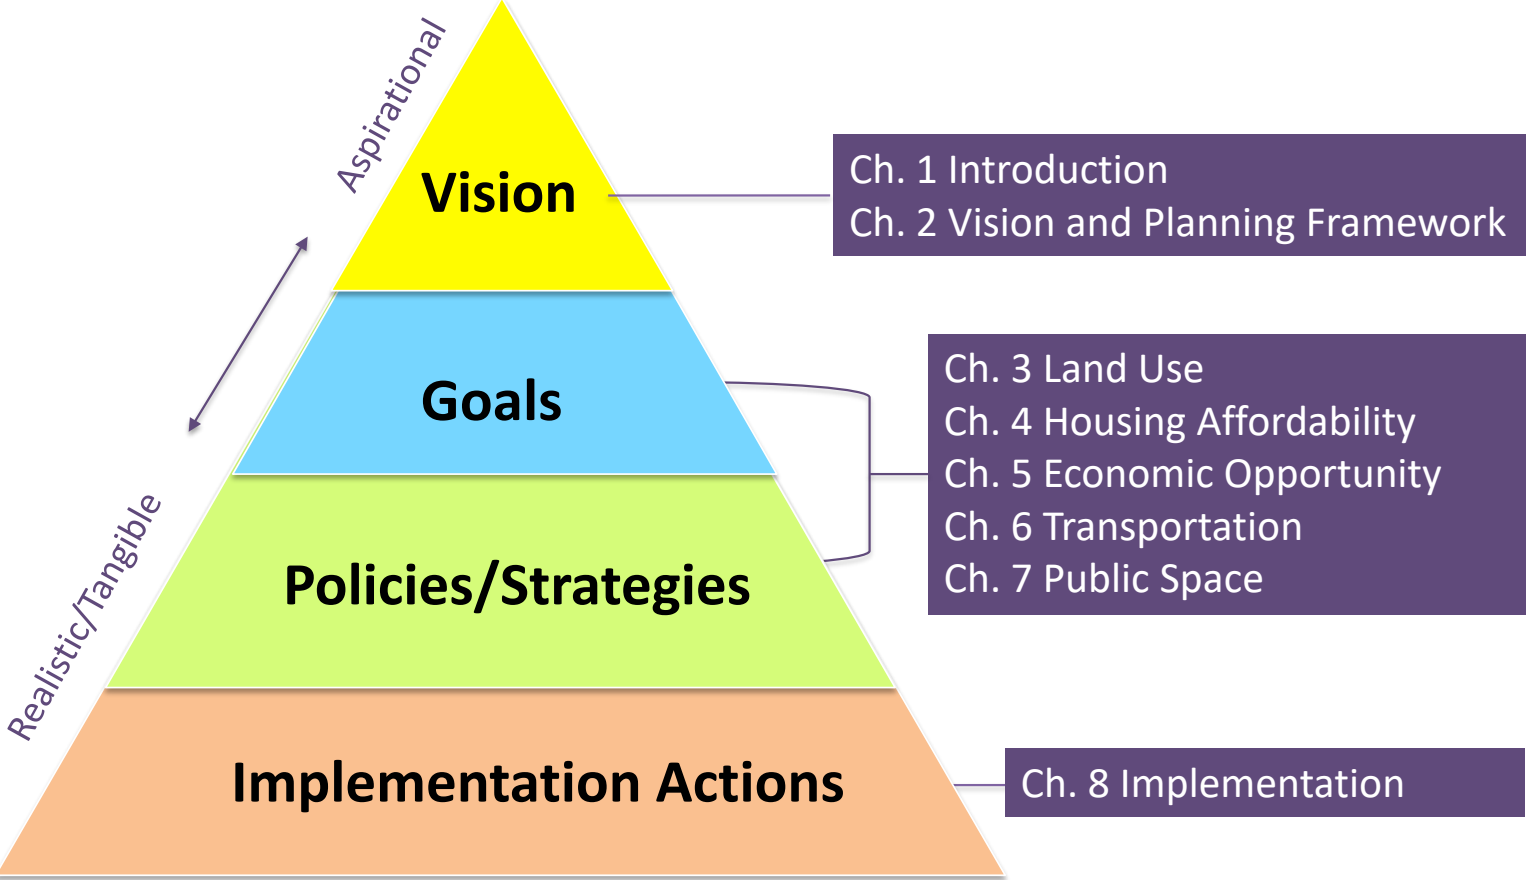 Aspirational
Vision
Ch. 1 Introduction
Ch. 2 Vision and Planning Framework
Goals
Ch. 3 Land Use
Ch. 4 Housing Affordability
Ch. 5 Economic Opportunity
Ch. 6 Transportation
Ch. 7 Public Space
Realistic/Tangible
Policies/Strategies
Implementation Actions
Ch. 8 Implementation